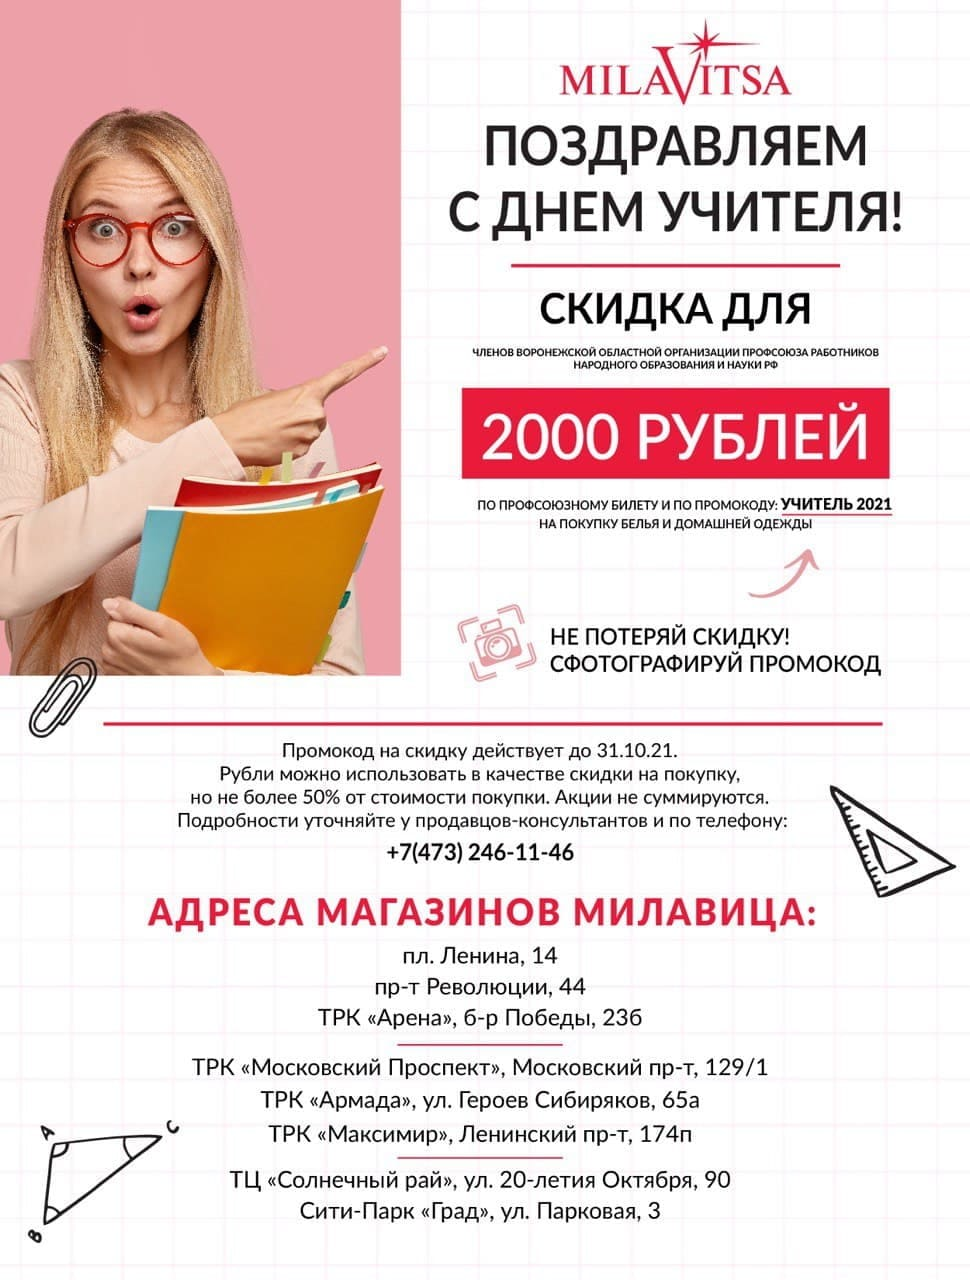 MILAVITSA
ПОЗДРАВЛЯЕМ
С ДНЕМ УЧИТЕЛЯ!
СКИДКА ДЛЯ
ЧЛЕНОВ ВОРОНЕЖСКОЙ ОБЛАСТНОЙ ОРГАНИЗАЦИИ ПРОФСОЮЗА РАБОТНИКОВ
НАРОДНОГО ОБРАЗОВАНИЯ И НАУКИ РФ
2000 РУБЛЕЙ
ПО ПРОФСОЮЗНОМУ БИЛЕТУ И ПО ПРОМОКОДУ: УЧИТЕЛЬ 2021
НА ПОКУПКУ БЕЛЬЯ И ДОМАШНЕЙ ОДЕЖДЫ
НЕ ПОТЕРЯЙ СКИДКУ!
СФОТОГРАФИРУЙ ПРОМОКОД
Промокод на скидку действует до 31.10.21.
Рубли можно использовать в качестве скидки на покупку,
но не более 50% от стоимости покупки. Акции не суммируются.
Подробности уточняйте у продавцов-консультантов и по телефону:
+7(473) 246-11-46
АДРЕСА МАГАЗИНОВ МИЛАВИЦА:
пл. Ленина, 14
пр-т Революции, 44
ТРК «Арена», б-р Победы, 23б
ТРК «Московский Проспект», Московский пр-т, 129/1
ТРК «Армада», ул. Героев Сибиряков, 65а
ТРК «Максимир», Ленинский пр-т, 174п
ТЦ «Солнечный рай», ул. 20-летия Октября, 90
Сити-Парк «Град», ул. Парковая, 3
A
C
B